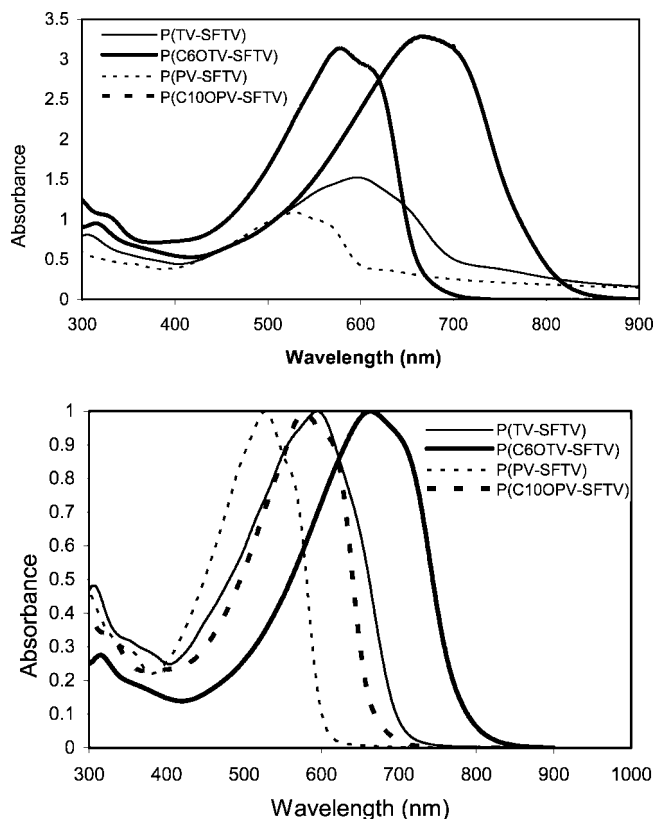 3.5
3
2.5
2
1.5
1
0.5
0
Absorbance
P(TV-SFTV)
P(C6OTV-SFTV)
P(PV-SFTV)
P(C10OPV-SFTV)
300 400 500 600 700 800 900
Wavelength (nm)
1
0.9
0.8
0.7
0.6
0.5
0.4
0.3
0.2
0.1
0
Absorbance
P(TV-SFTV)
P(C6OTV-SFTV)
P(PV-SFTV)
P(C10OPV-SFTV)
300 400 500 600 700 800 900 1000
Wavelength (nm)